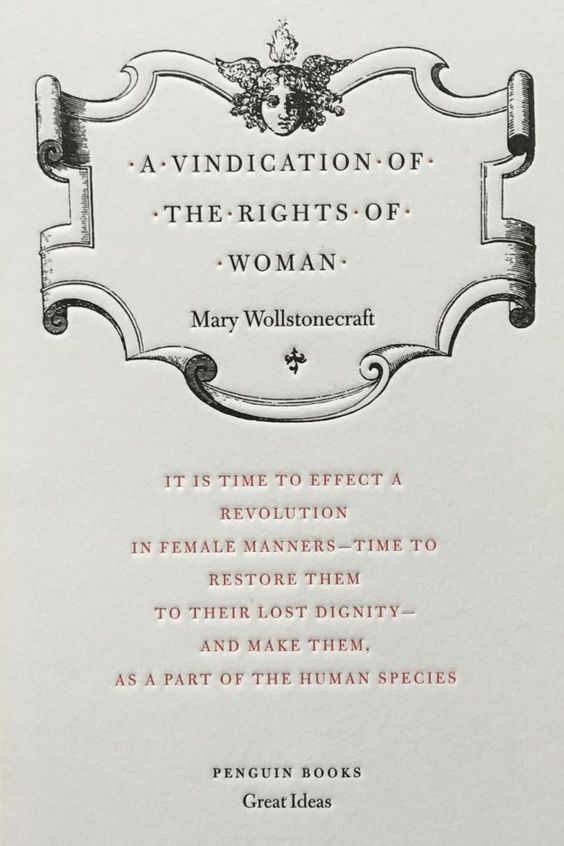 ·A·VINDICATION·OF·
·THE·RIGHTS·OF·
·WOMAN·
Mary Wollstonecraft
IT IS TIME TO EFFECT A
REVOLUTION
IN FEMALE MANNERS—TIME TO
RESTORE THEM
TO THEIR LOST DIGNITY—
AND MAKE THEM,
AS A PART OF THE HUMAN SPECIES
PENGUIN BOOKS
Great Ideas